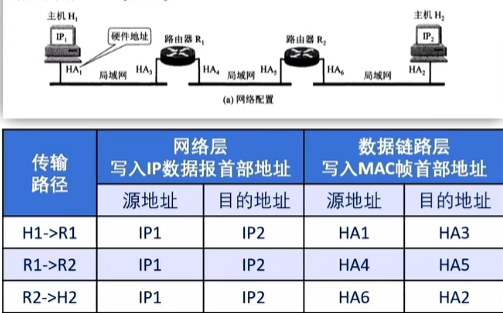 主机 H₁
主机 H₂
IP₁
硬件地址
路由器 R₁
路由器 R₂
IP₂
HA₁
局域网
HA₃
HA₄
局域网
HA₅
HA₆
局域网
HA₂
(a) 网络配置
传输路径
网络层
写入IP数据报首部地址
数据链路层
写入MAC帧首部地址
源地址 目的地址 源地址 目的地址
H1->R1 IP1 IP2 HA1 HA3
R1->R2 IP1 IP2 HA4 HA5
R2->H2 IP1 IP2 HA6 HA2